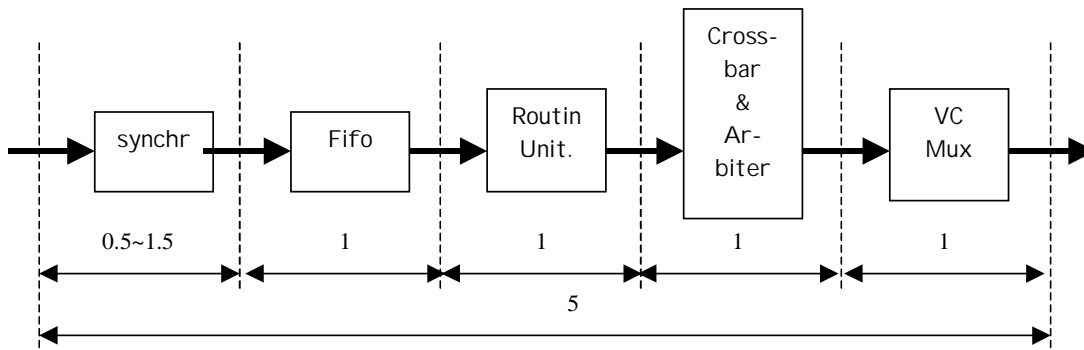 synchr
Fifo
Routin
Unit.
Cross-
bar
&
Ar-
biter
VC
Mux
0.5~1.5
1
1
1
1
5